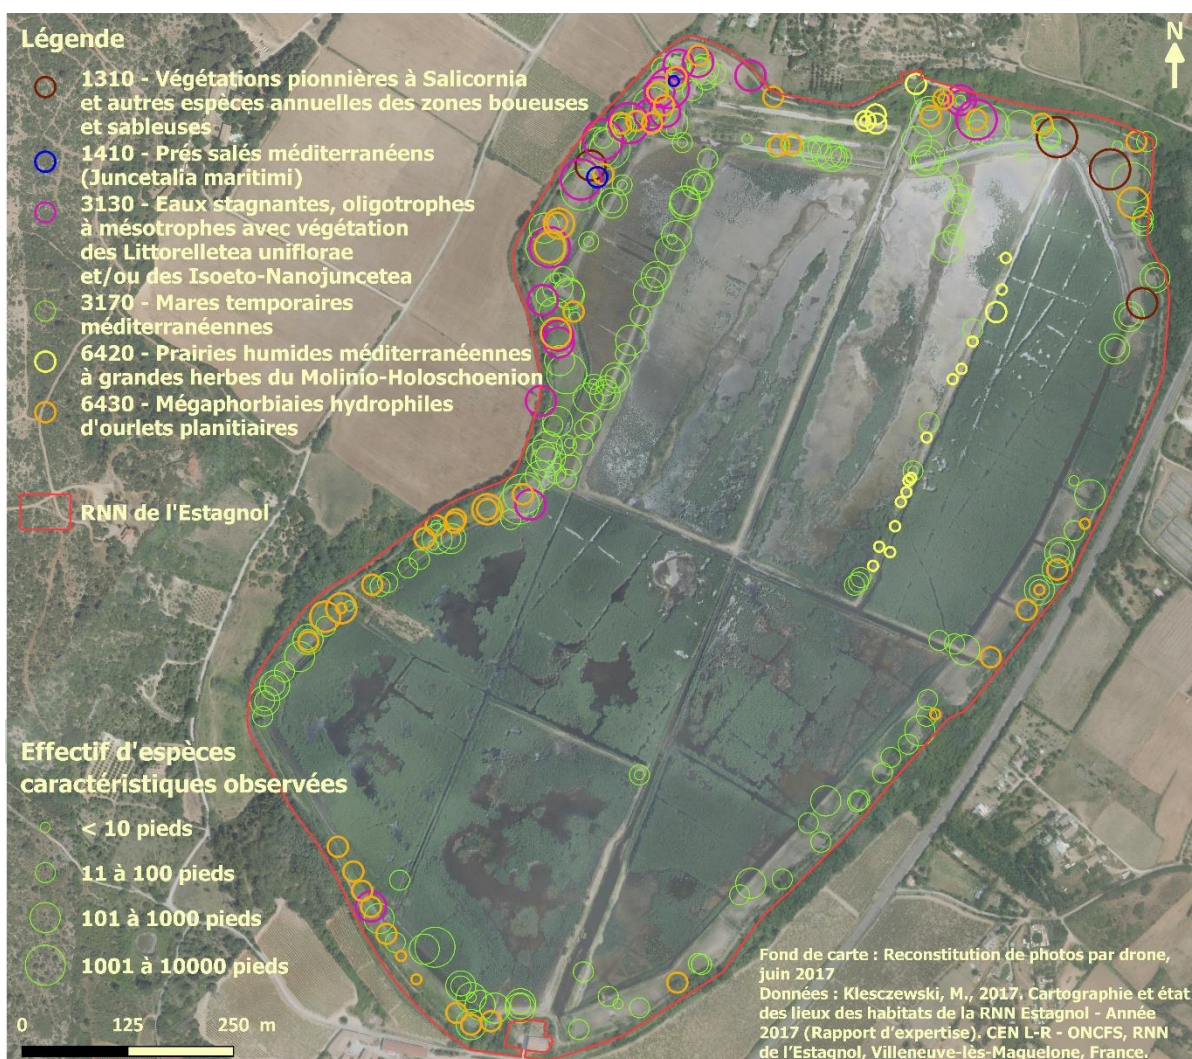 Légende
1310 - Végétations pionnières à Salicornia
et autres espèces annuelles des zones boueuses
et sableuses
1410 - Prés salés méditerranéens
(Juncetalia maritimi)
3130 - Eaux stagnantes, oligotrophes
à mésotrophes avec végétation
des Littorelletea uniflorae
et/ou des Isoeto-Nanojuncetea
3170 - Mares temporaires
méditerranéennes
6420 - Prairies humides méditerranéennes
à grandes herbes du Molinio-Holoschoenion
6430 - Mégaphorbiaies hydrophiles
d'ourlets planitiaires
RNN de l'Estagnol
Effectif d'espèces
caractéristiques observées
< 10 pieds
11 à 100 pieds
101 à 1000 pieds
1001 à 10000 pieds
0 125 250 m
N
Fond de carte : Reconstitution de photos par drone,
juin 2017
Données : Klesczewski, M., 2017. Cartographie et état
des lieux des habitats de la RNN Estagnol - Année
2017 (Rapport d'expertise). CEN L-R - ONCFS, RNN
de l'Estagnol, Villeneuve-lès-Maguelone, France.